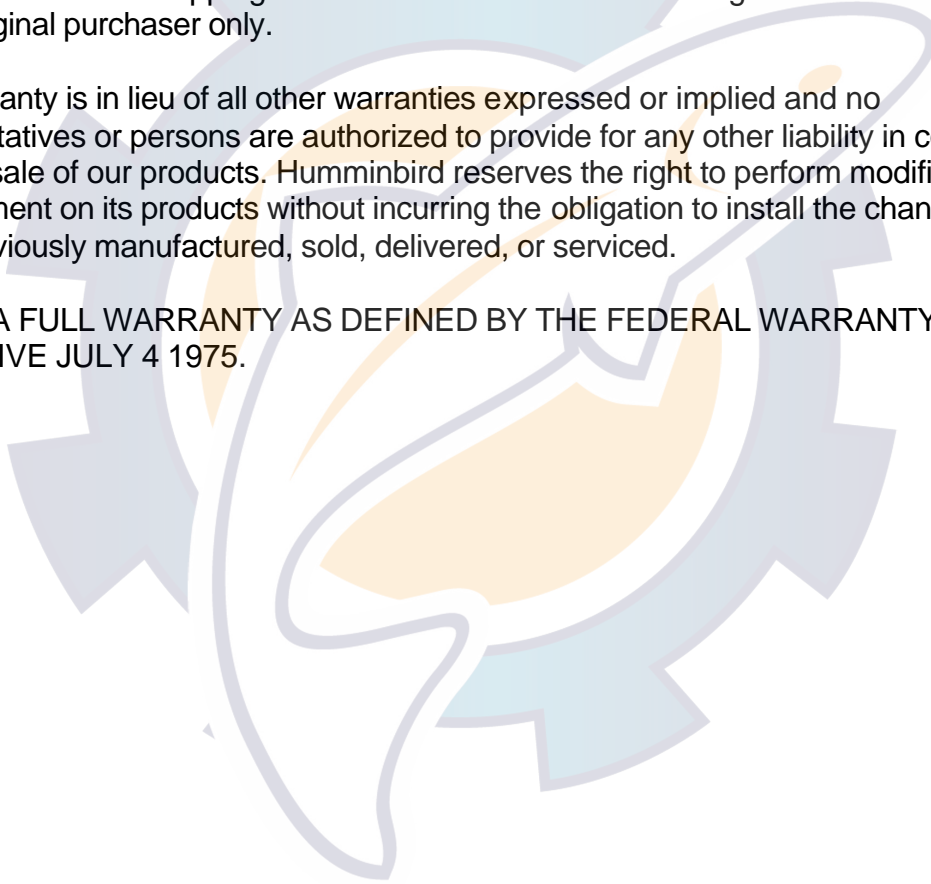 ginal purchaser only.
anty is in lieu of all other warranties expressed or implied and no
tatives or persons are authorized to provide for any other liability in c
sale of our products. Humminbird reserves the right to perform modifi
ment on its products without incurring the obligation to install the chan
viously manufactured, sold, delivered, or serviced.
A FULL WARRANTY AS DEFINED BY THE FEDERAL WARRANTY
IVE JULY 4 1975.